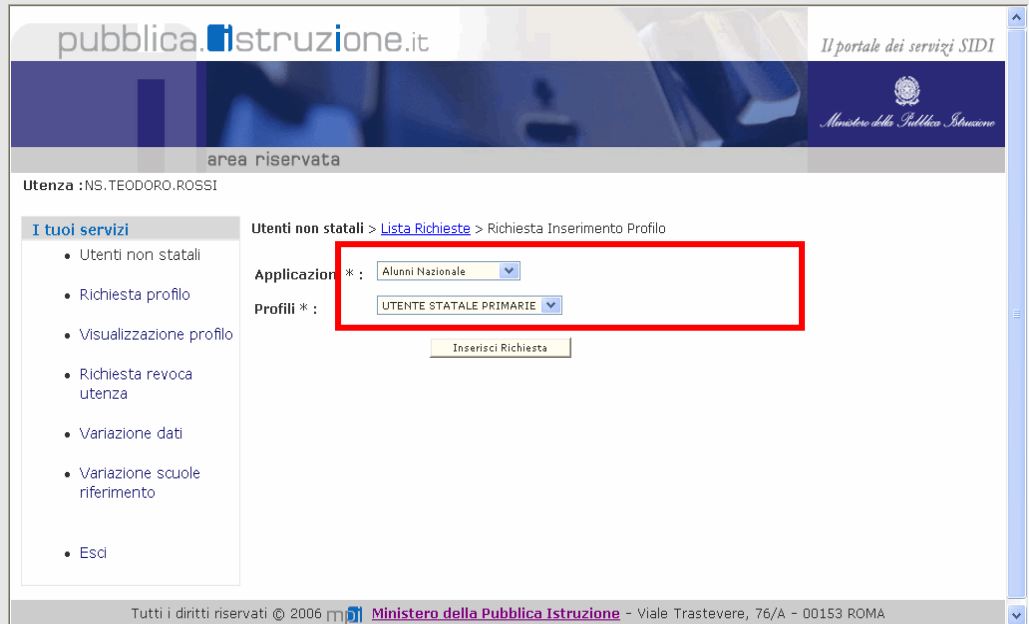 pubblica.istruzione.it
Il portale dei servizi SIDI
Ministero della Pubblica Istruzione
area riservata
Utenza :NS.TEODORO.ROSSI
I tuoi servizi
Utenti non statali
Richiesta profilo
Visualizzazione profilo
Richiesta revoca
utenza
Variazione dati
Variazione scuole
riferimento
Esci
Utenti non statali > Lista Richieste > Richiesta Inserimento Profilo
Applicazion * : Alunni Nazionale
Profili * : UTENTE STATALE PRIMARIE
Inserisci Richiesta
Tutti i diritti riservati © 2006 mpi Ministero della Pubblica Istruzione - Viale Trastevere, 76/A - 00153 ROMA